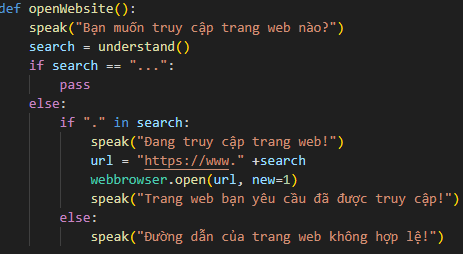 def openWebsite():
    speak("Bạn muốn truy cập trang web nào?")
    search = understand()
    if search == "...":
        pass
    else:
        if "." in search:
            speak("Đang truy cập trang web!")
            url = "https://www." +search
            webbrowser.open(url, new=1)
            speak("Trang web bạn yêu cầu đã được truy cập!")
        else:
            speak("Đường dẫn của trang web không hợp lệ!")